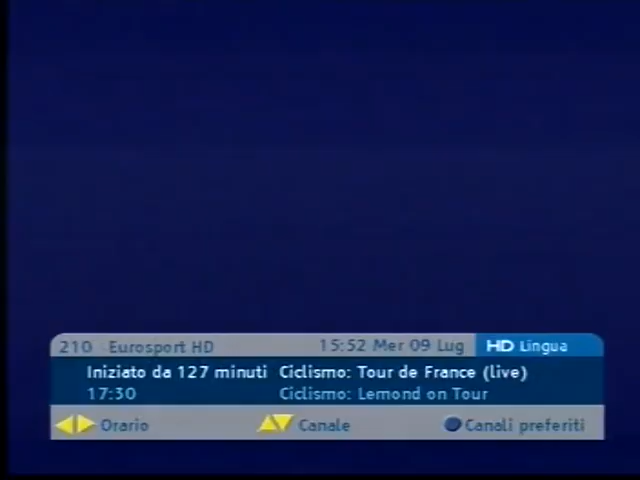 210 Eurosport HD 15:52 Mer 09 Lug HD Lingua
Iniziato da 127 minuti Ciclismo: Tour de France (live)
17:30 Ciclismo: Lemond on Tour
Orario Canale Canali preferiti